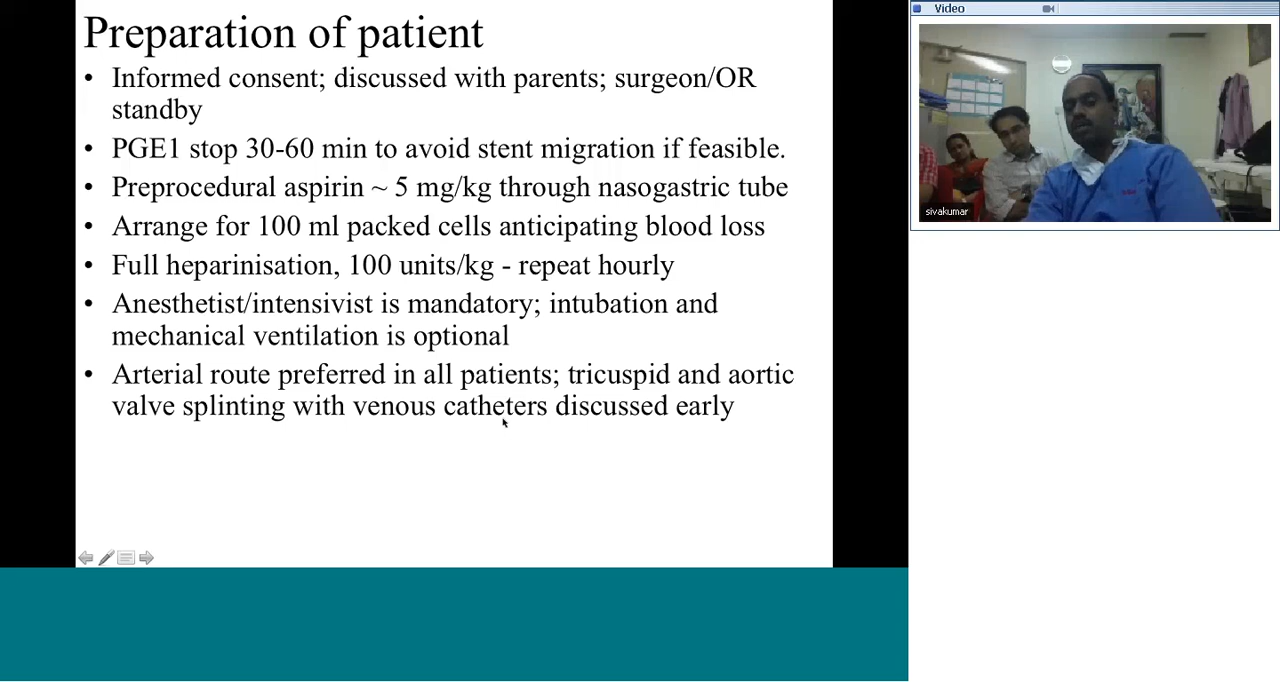 Preparation of patient
• Informed consent; discussed with parents; surgeon/OR
standby
• PGE1 stop 30-60 min to avoid stent migration if feasible.
• Preprocedural aspirin ~ 5 mg/kg through nasogastric tube
• Arrange for 100 ml packed cells anticipating blood loss
• Full heparinisation, 100 units/kg - repeat hourly
• Anesthetist/intensivist is mandatory; intubation and
mechanical ventilation is optional
• Arterial route preferred in all patients; tricuspid and aortic
valve splinting with venous catheters discussed early
Video
sivakumar